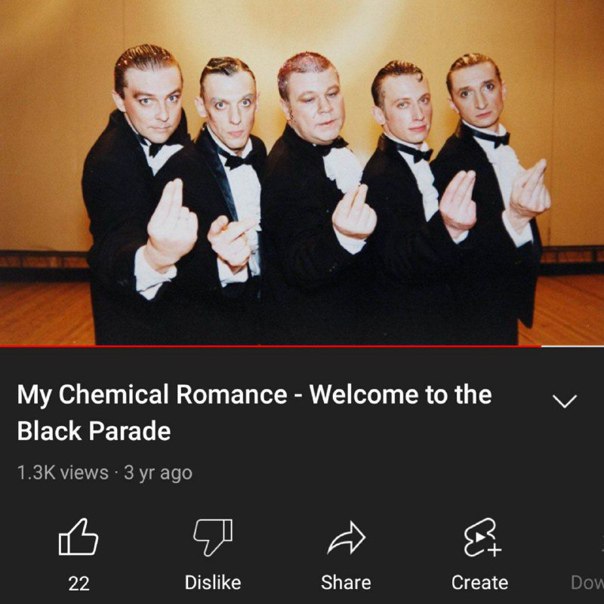 My Chemical Romance - Welcome to the
Black Parade
1.3K views · 3 yr ago
22
Dislike
Share
Create
Dow